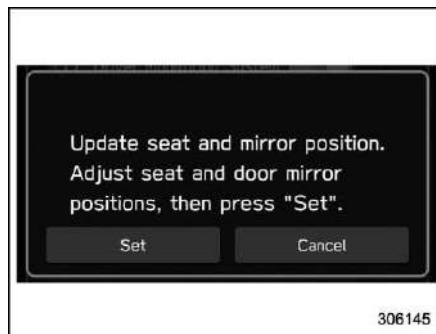 Update seat and mirror position.
Adjust seat and door mirror
positions, then press "Set".
Set Cancel
306145